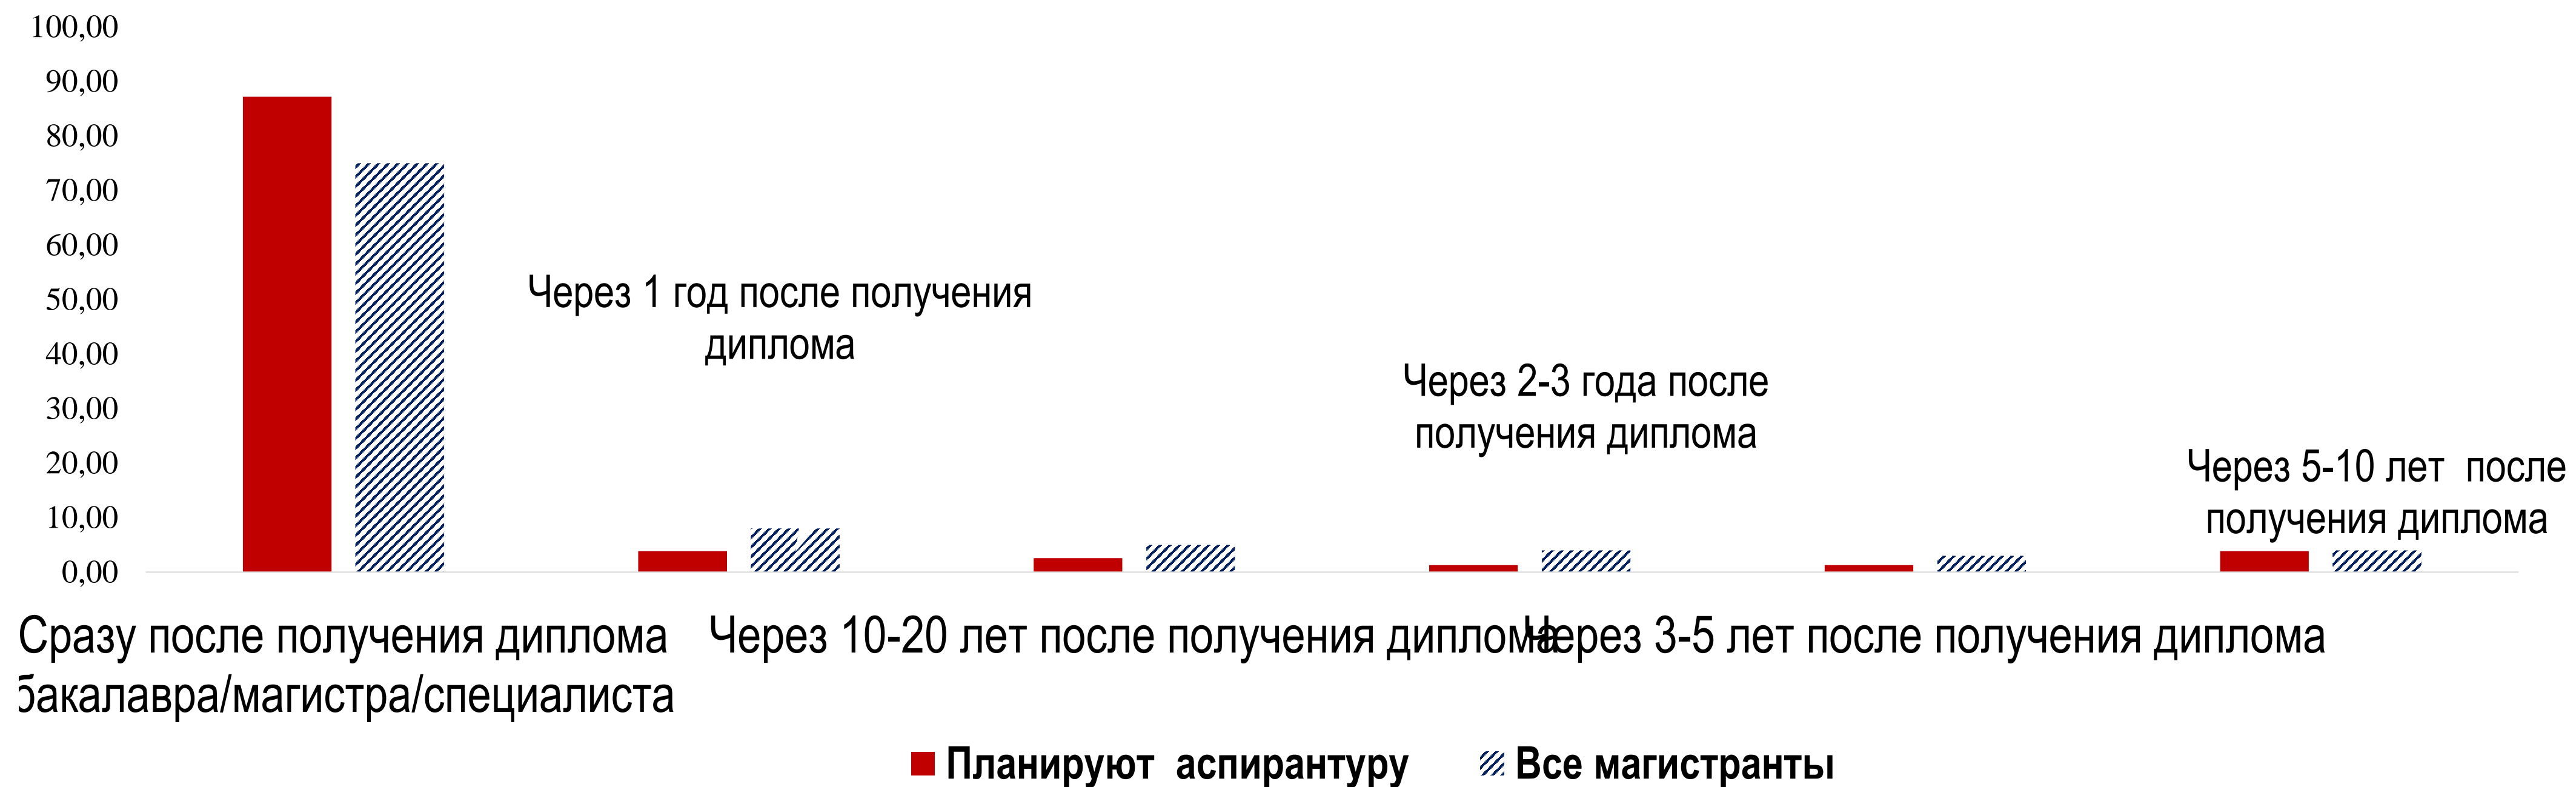 100,00
90,00
80,00
70,00
60,00
50,00
40,00
30,00
20,00
10,00
0,00
Через 1 год после получения
диплома
Через 2-3 года после
получения диплома
Через 5-10 лет  после
получения диплома
Сразу после получения диплома
бакалавра/магистра/специалиста
Через 10-20 лет после получения диплома
Через 3-5 лет после получения диплома
Планируют  аспирантуру
Все магистранты